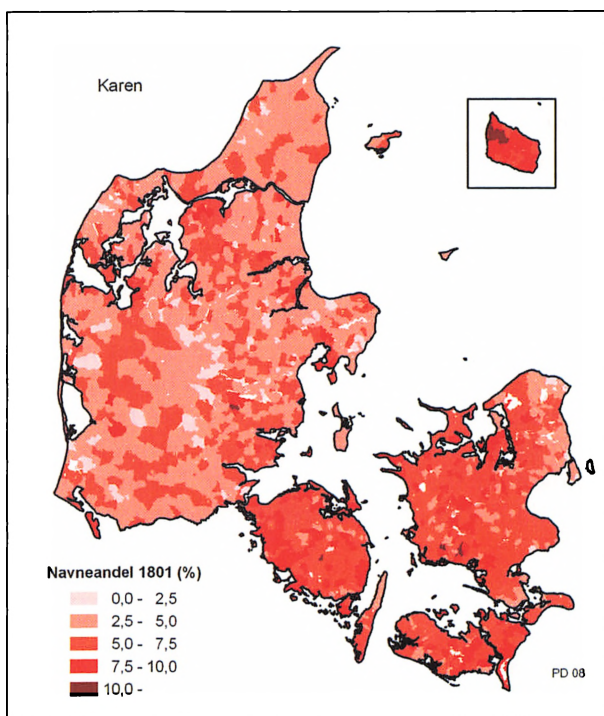 Karen
Navneandel 1801 (%)
0,0 - 2,5
2,5 - 5,0
5,0 - 7,5
7,5 - 10,0
10,0 -
PD 08